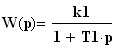 W(p)= k1
1 + T1·p